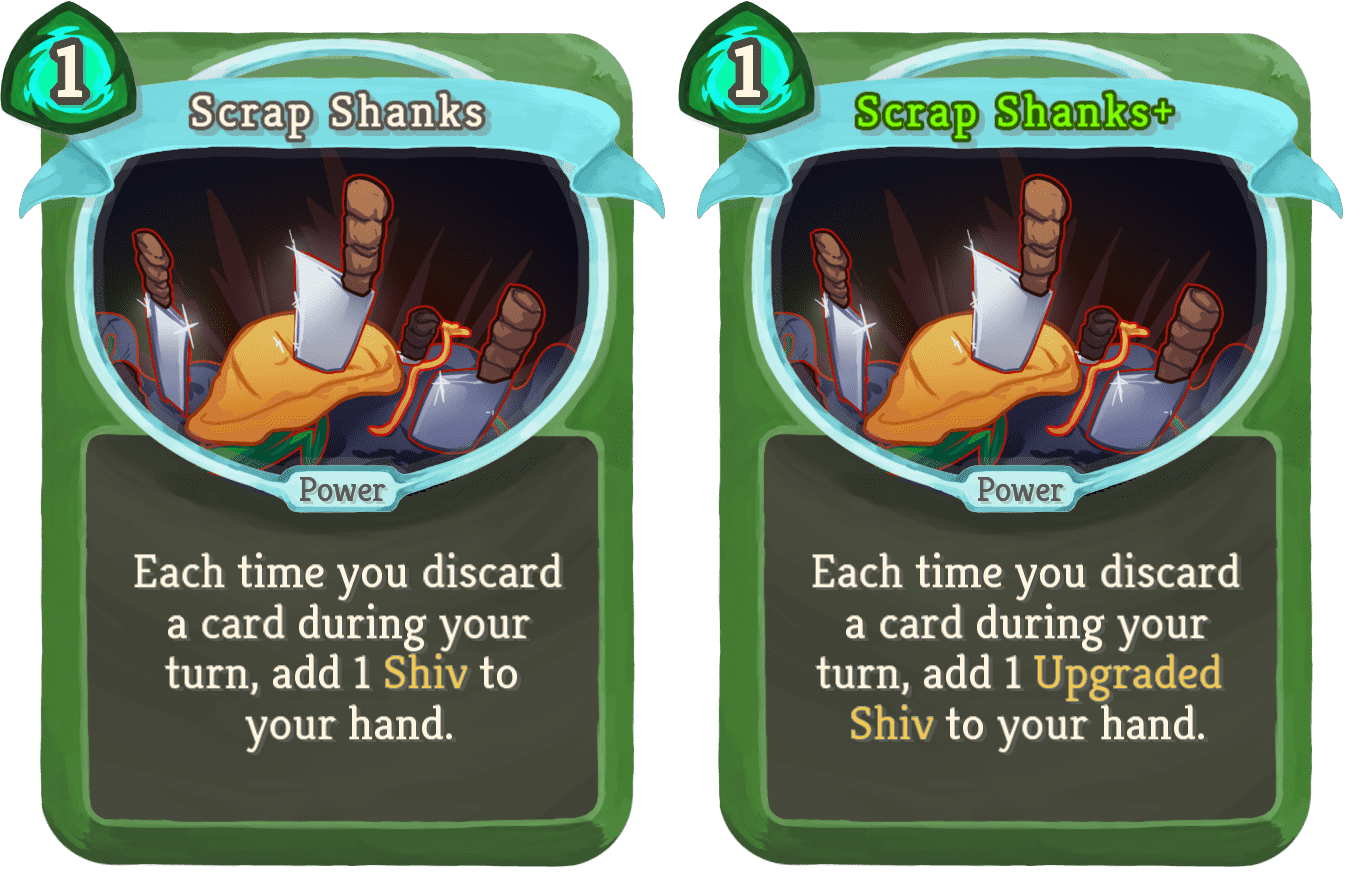 1
Scrap Shanks
Power
Each time you discard
a card during your
turn, add 1 Shiv to
your hand.
1
Scrap Shanks+
Power
Each time you discard
a card during your
turn, add 1 Upgraded
Shiv to your hand.